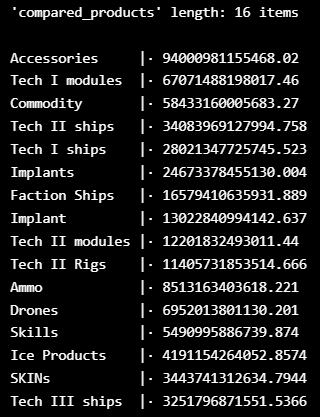 'compared_products' length: 16 items
Accessories |· 94000981155468.02
Tech I modules |· 67071488198017.46
Commodity |· 58433160005683.27
Tech II ships |· 34083969127994.758
Tech I ships |· 28021347725745.523
Implants |· 24673378455130.004
Faction Ships |· 16579410635931.889
Implant |· 13022840994142.637
Tech II modules |· 12201832493011.44
Tech II Rigs |· 11405731853514.666
Ammo |· 8513163403618.221
Drones |· 6952013801130.201
Skills |· 5490995886739.874
Ice Products |· 4191154264052.8574
SKINs |· 3443741312634.7944
Tech III ships |· 3251796871551.5366